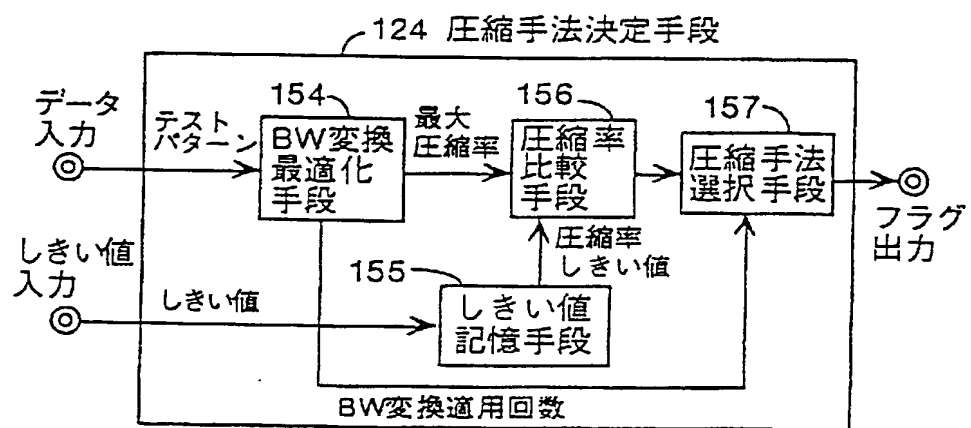 124 圧縮手法決定手段
データ
入力
テスト
パターン
154
BW変換
最適化
手段
最大
圧縮率
156
圧縮率
比較
手段
157
圧縮手法
選択手段
フラグ
出力
しきい値
入力
しきい値
155
しきい値
記憶手段
圧縮率
しきい値
BW変換適用回数